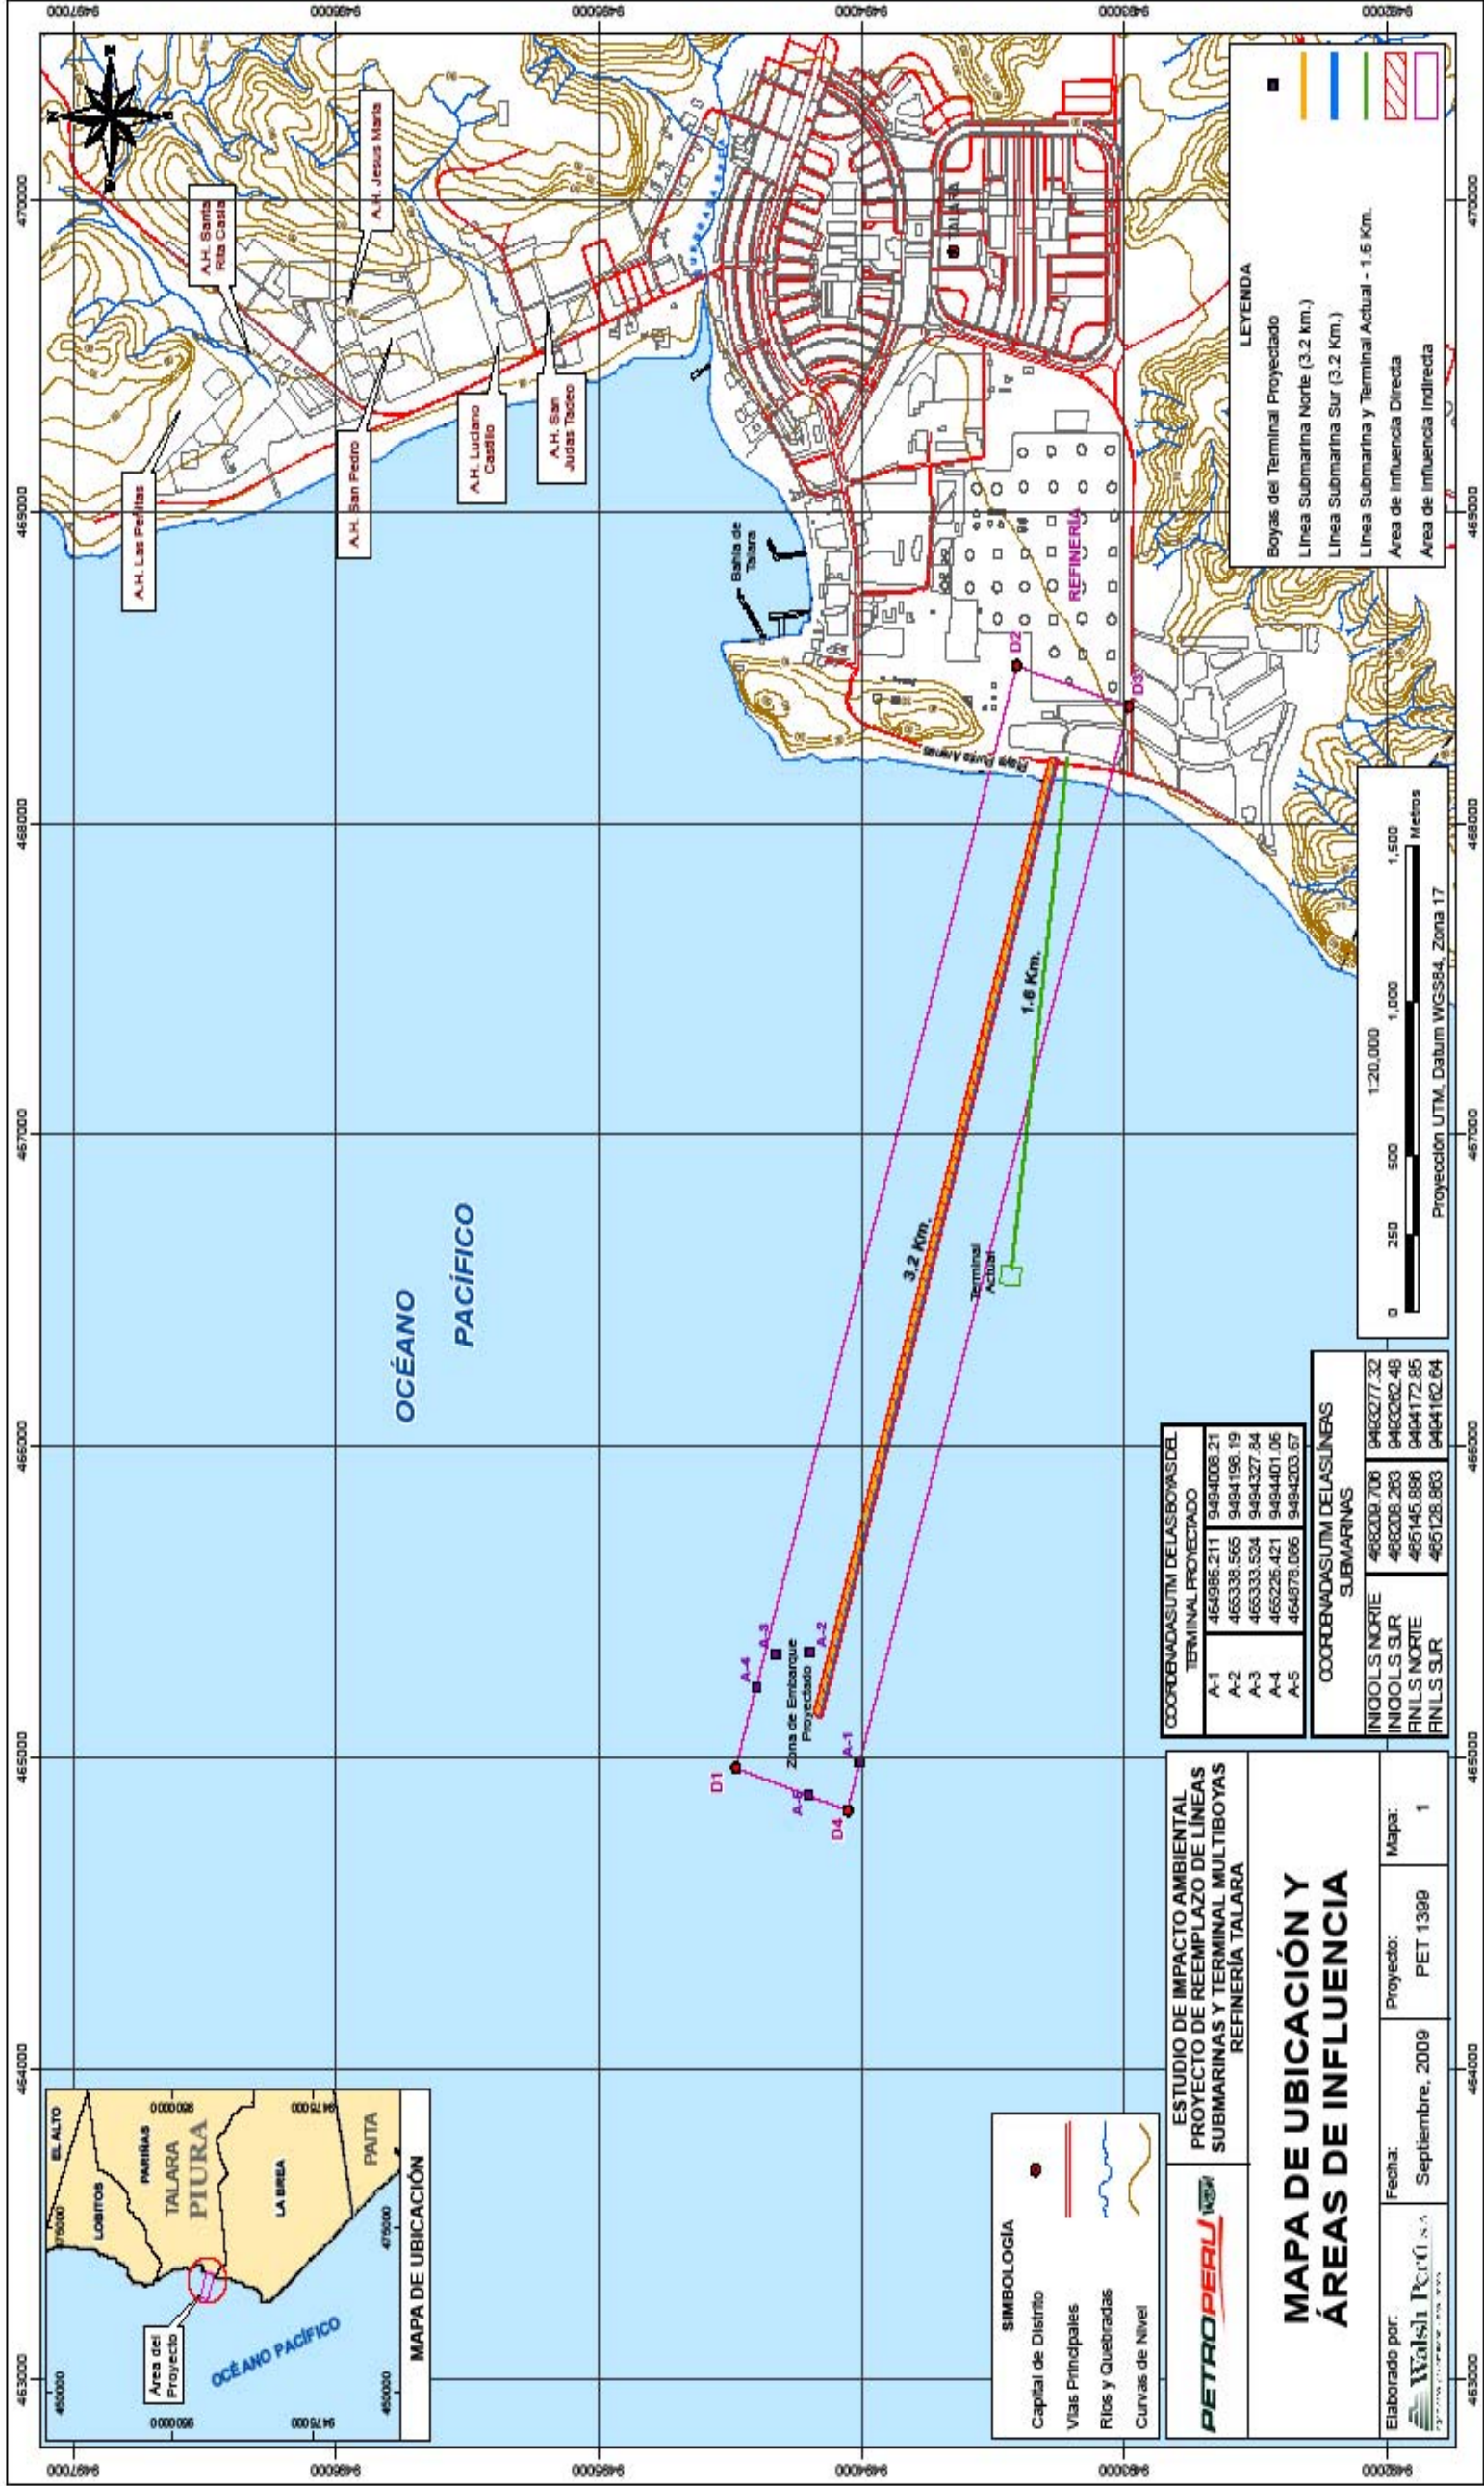 463000
464000
465000
466000
467000
468000
469000
470000
9497000
9496000
9495000
9494000
9493000
9492000
N
A.H. Las Peñitas
A.H. Santa
Rita Casia
A.H. Jesus Maria
A.H. San Pedro
A.H. Luciano
Castillo
A.H. San
Judas Tadeo
QUEBRADA
Bahía de
Talara
TALARA
REFINERÍA
Playa Punta Arenas
OCÉANO
PACÍFICO
D1
D2
D3
D4
A-1
A-2
A-3
A-4
A-5
Zona de Embarque
Proyectado
3.2 Km.
1.6 Km.
Terminal
Actual
450000
475000
9500000
9475000
EL ALTO
LOBITOS
PARIÑAS
TALARA
PIURA
LA BREA
PAITA
Área del
Proyecto
OCÉANO PACÍFICO
MAPA DE UBICACIÓN
SIMBOLOGÍA
Capital de Distrito
Vías Principales
Ríos y Quebradas
Curvas de Nivel
PETROPERU
ESTUDIO DE IMPACTO AMBIENTAL
PROYECTO DE REEMPLAZO DE LÍNEAS
SUBMARINAS Y TERMINAL MULTIBOYAS
REFINERÍA TALARA
MAPA DE UBICACIÓN Y
ÁREAS DE INFLUENCIA
Elaborado por:
Walsh Perú S.A.
Fecha:
Septiembre, 2009
Proyecto:
PET 1399
Mapa:
1
COORDENADAS UTM DE LAS BOYAS DEL
TERMINAL PROYECTADO
A-1 464986.211 9494008.21
A-2 465338.565 9494198.19
A-3 465333.524 9494327.84
A-4 465226.421 9494401.06
A-5 464878.086 9494203.67
COORDENADAS UTM DE LAS LÍNEAS
SUBMARINAS
INICIO L.S. NORTE 468209.706 9493277.32
INICIO L.S. SUR 468208.263 9493262.48
FIN L.S. NORTE 465145.886 9494172.85
FIN L.S. SUR 465128.863 9494162.64
1:20,000
0 250 500 1,000 1,500
Metros
Proyección UTM, Datum WGS84, Zona 17
LEYENDA
Boyas del Terminal Proyectado
Línea Submarina Norte (3.2 km.)
Línea Submarina Sur (3.2 Km.)
Línea Submarina y Terminal Actual - 1.6 Km.
Area de Influencia Directa
Area de Influencia Indirecta